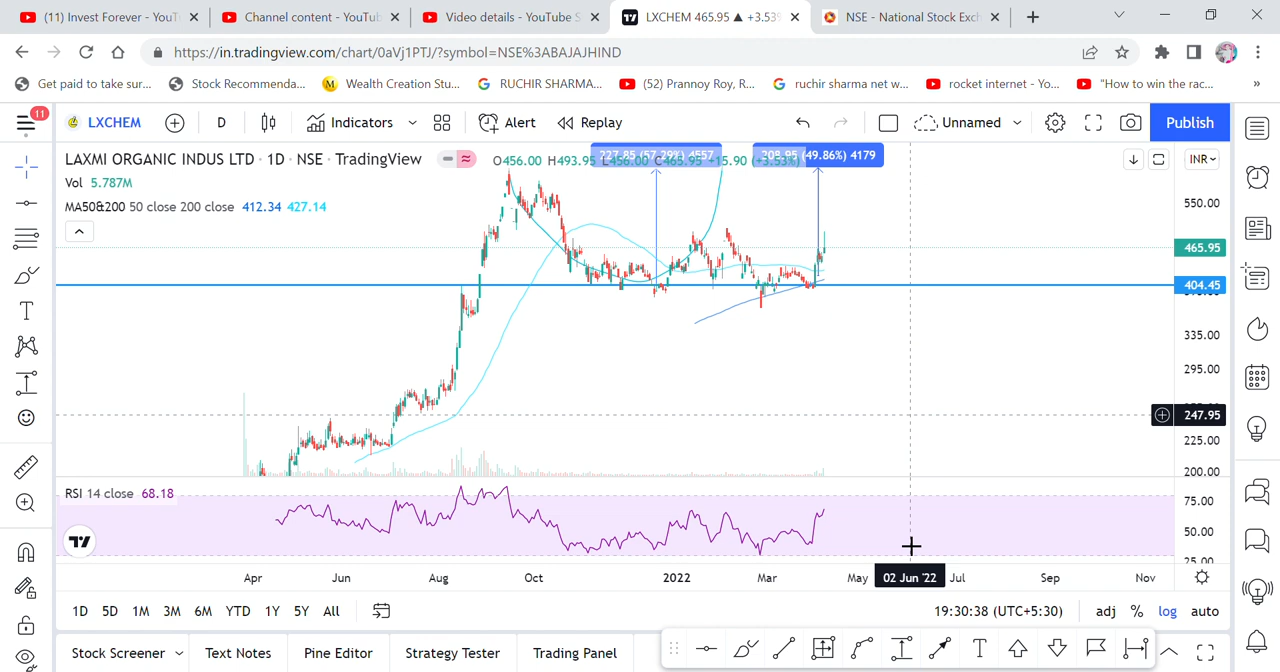 (11) Invest Forever - YouT
Channel content - YouTub
Video details - YouTube S
LXCHEM 465.95 ▲ +3.53%
NSE - National Stock Exch
https://in.tradingview.com/chart/0aVj1PTJ/?symbol=NSE%3ABAJAJHIND
Get paid to take sur...
Stock Recommenda...
Wealth Creation Stu...
RUCHIR SHARMA...
(52) Prannoy Roy, R...
ruchir sharma net w...
rocket internet - Yo...
"How to win the rac...
»
11
LXCHEM
D
Indicators
Alert
Replay
Unnamed
Publish
LAXMI ORGANIC INDUS LTD · 1D · NSE · TradingView
O456.00 H493.95 L456.00 C465.95 +15.90 (+3.53%)
227.85 (57.29%) 4557
208.95 (49.86%) 4179
INR
Vol 5.787M
MA50&200 50 close 200 close 412.34 427.14
550.00
465.95
404.45
335.00
295.00
247.95
225.00
200.00
RSI 14 close 68.18
75.00
50.00
25.00
Apr
Jun
Aug
Oct
2022
Mar
May
02 Jun '22
Jul
Sep
Nov
1D
5D
1M
3M
6M
YTD
1Y
5Y
All
19:30:38 (UTC+5:30)
adj
%
log
auto
Stock Screener
Text Notes
Pine Editor
Strategy Tester
Trading Panel